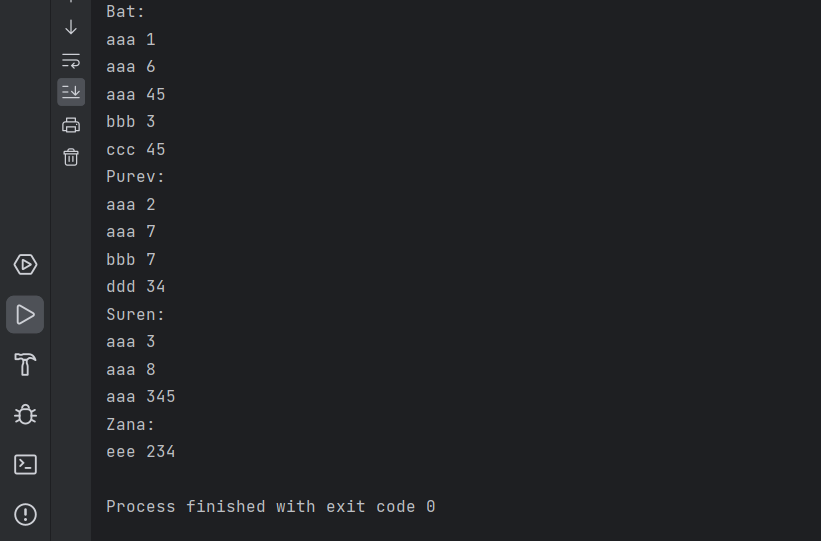 Bat:
aaa 1
aaa 6
aaa 45
bbb 3
ccc 45
Purev:
aaa 2
aaa 7
bbb 7
ddd 34
Suren:
aaa 3
aaa 8
aaa 345
Zana:
eee 234
Process finished with exit code 0